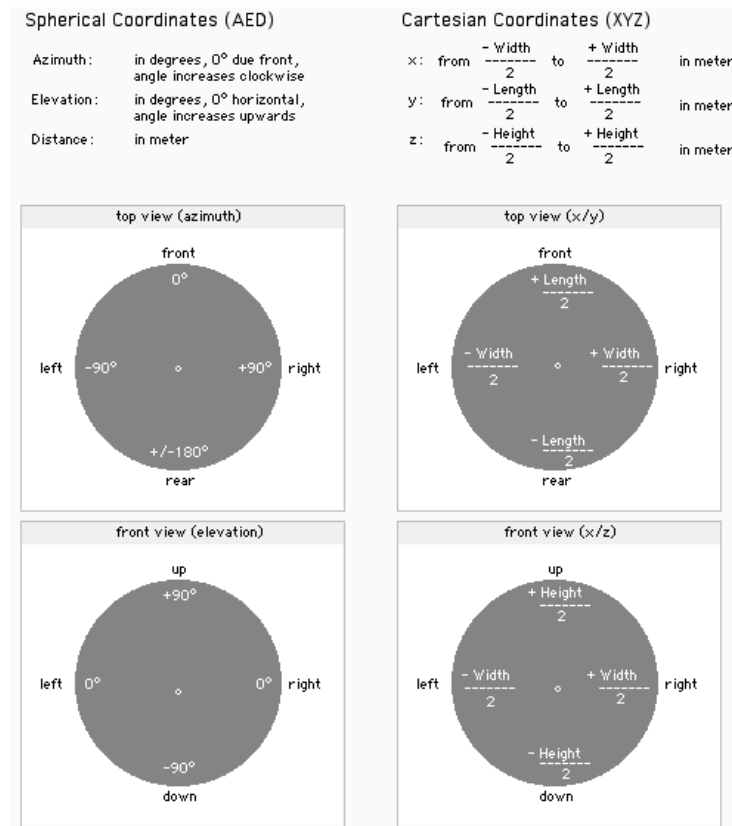 Spherical Coordinates (AED)
Azimuth: in degrees, 0° due front,
angle increases clockwise
Elevation: in degrees, 0° horizontal,
angle increases upwards
Distance: in meter
Cartesian Coordinates (XYZ)
x: from - Width to + Width in meter
------- -------
2 2
y: from - Length to + Length in meter
------- -------
2 2
z: from - Height to + Height in meter
------- -------
2 2
top view (azimuth)
front
0°
left -90° +90° right
+/-180°
rear
top view (x/y)
front
+ Length
-------
2
left - Width + Width right
------- -------
2 2
- Length
-------
2
rear
front view (elevation)
up
+90°
left 0° 0° right
-90°
down
front view (x/z)
up
+ Height
-------
2
left - Width + Width right
------- -------
2 2
- Height
-------
2
down